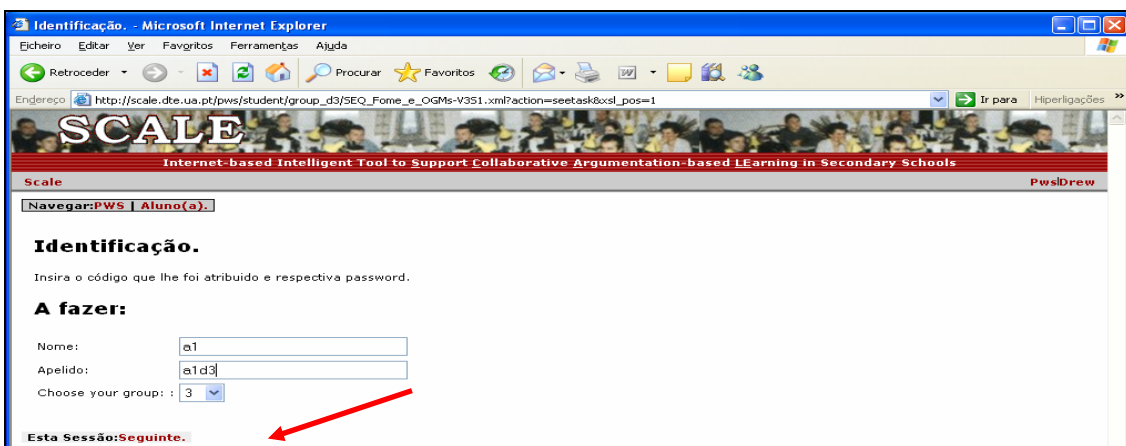 Identificação. - Microsoft Internet Explorer
Ficheiro Editar Ver Favoritos Ferramentas Ajuda
Retroceder Procurar Favoritos
Endereço http://scale.dte.ua.pt/pws/student/group_d3/SEQ_Fome_e_OGMs-V3S1.xml?action=seetask&xsl_pos=1 Ir para Hiperligações »
SCALE
Internet-based Intelligent Tool to Support Collaborative Argumentation-based LEarning in Secondary Schools
Scale Pws|Drew
Navegar:PWS | Aluno(a).
Identificação.
Insira o código que lhe foi atribuido e respectiva password.
A fazer:
Nome: a1
Apelido: a1d3
Choose your group: : 3
Esta Sessão:Seguinte.